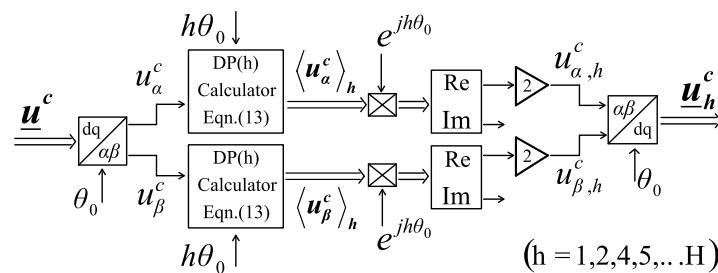 hθ₀
e^{jhθ₀}
DP(h)
Calculator
Eqn.(13)
⟨u_α^c⟩_h
Re
Im
2
u_{α,h}^c
u^c
u_α^c
dq
αβ
θ₀
u_β^c
αβ
dq
u_h^c
θ₀
DP(h)
Calculator
Eqn.(13)
⟨u_β^c⟩_h
Re
Im
2
u_{β,h}^c
hθ₀
e^{jhθ₀}
(h = 1,2,4,5,.. .H)